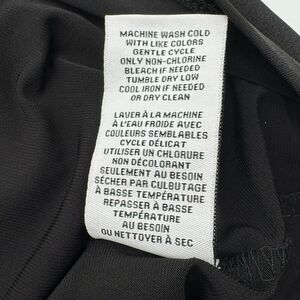 MACHINE WASH COLD
WITH LIKE COLORS
GENTLE CYCLE
ONLY NON-CHLORINE
BLEACH IF NEEDED
TUMBLE DRY LOW
COOL IRON IF NEEDED
OR DRY CLEAN
LAVER À LA MACHINE
À L'EAU FROIDE AVEC
COULEURS SEMBLABLES
CYCLE DÉLICAT
UTILISER UN CHLORURE
NON DÉCOLORANT
SEULEMENT AU BESOIN
SÉCHER PAR CULBUTAGE
À BASSE TEMPÉRATURE
REPASSER À BASSE
TEMPÉRATURE
AU BESOIN
OU NETTOYER À SEC